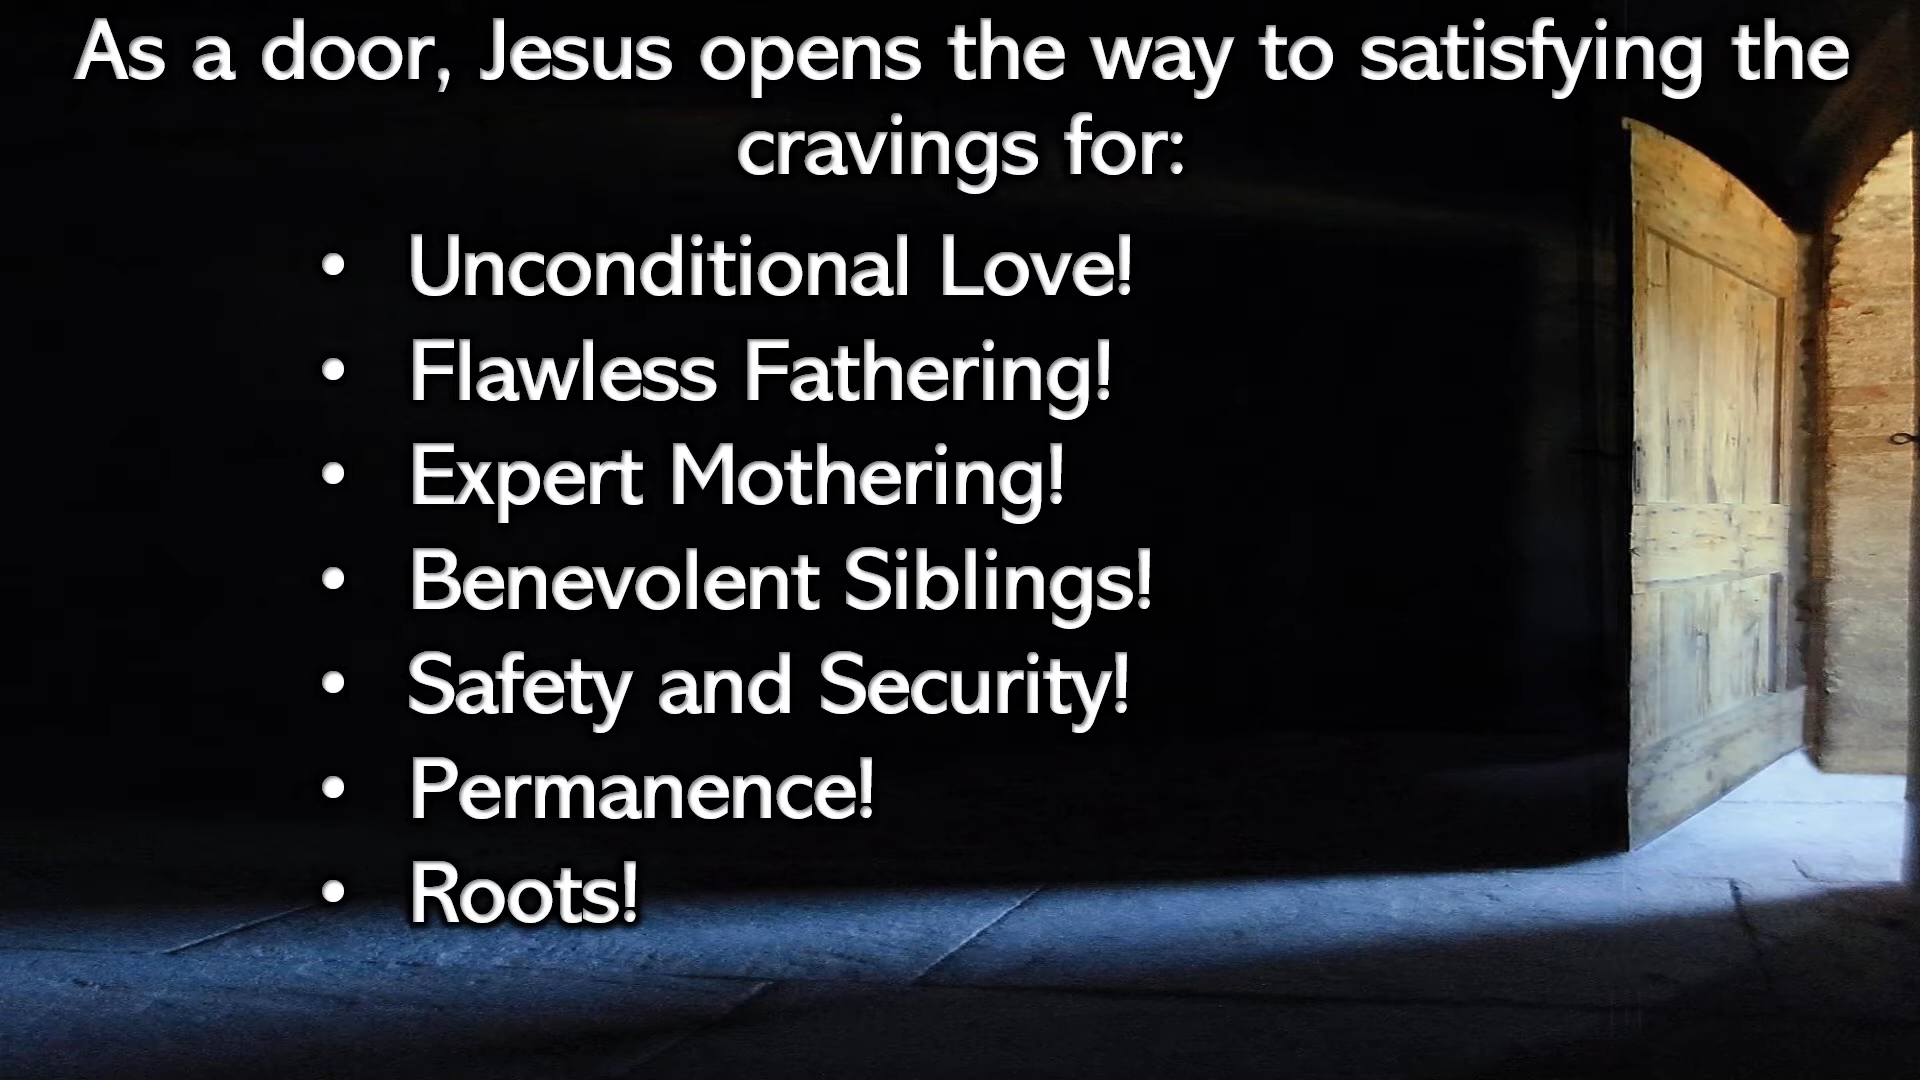 As a door, Jesus opens the way to satisfying the
cravings for:
• Unconditional Love!
• Flawless Fathering!
• Expert Mothering!
• Benevolent Siblings!
• Safety and Security!
• Permanence!
• Roots!